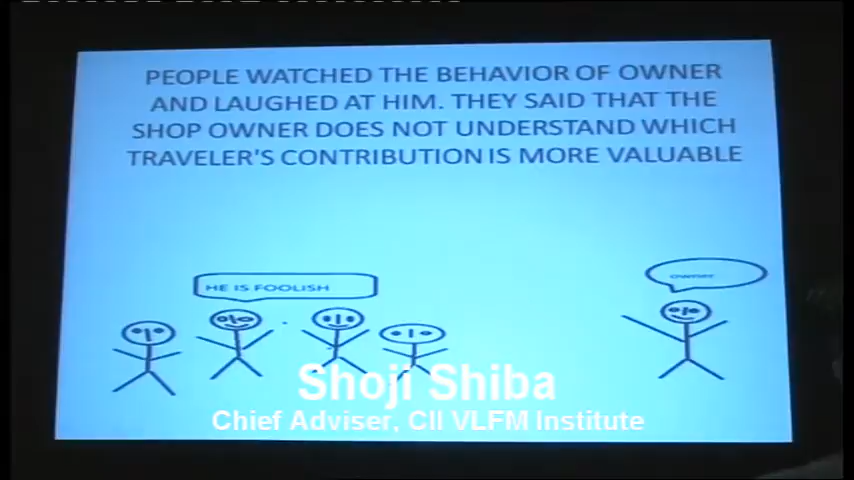 PEOPLE WATCHED THE BEHAVIOR OF OWNER
AND LAUGHED AT HIM. THEY SAID THAT THE
SHOP OWNER DOES NOT UNDERSTAND WHICH
TRAVELER'S CONTRIBUTION IS MORE VALUABLE
HE IS FOOLISH
OWNER
Shoji Shiba
Chief Adviser, CII VLFM Institute